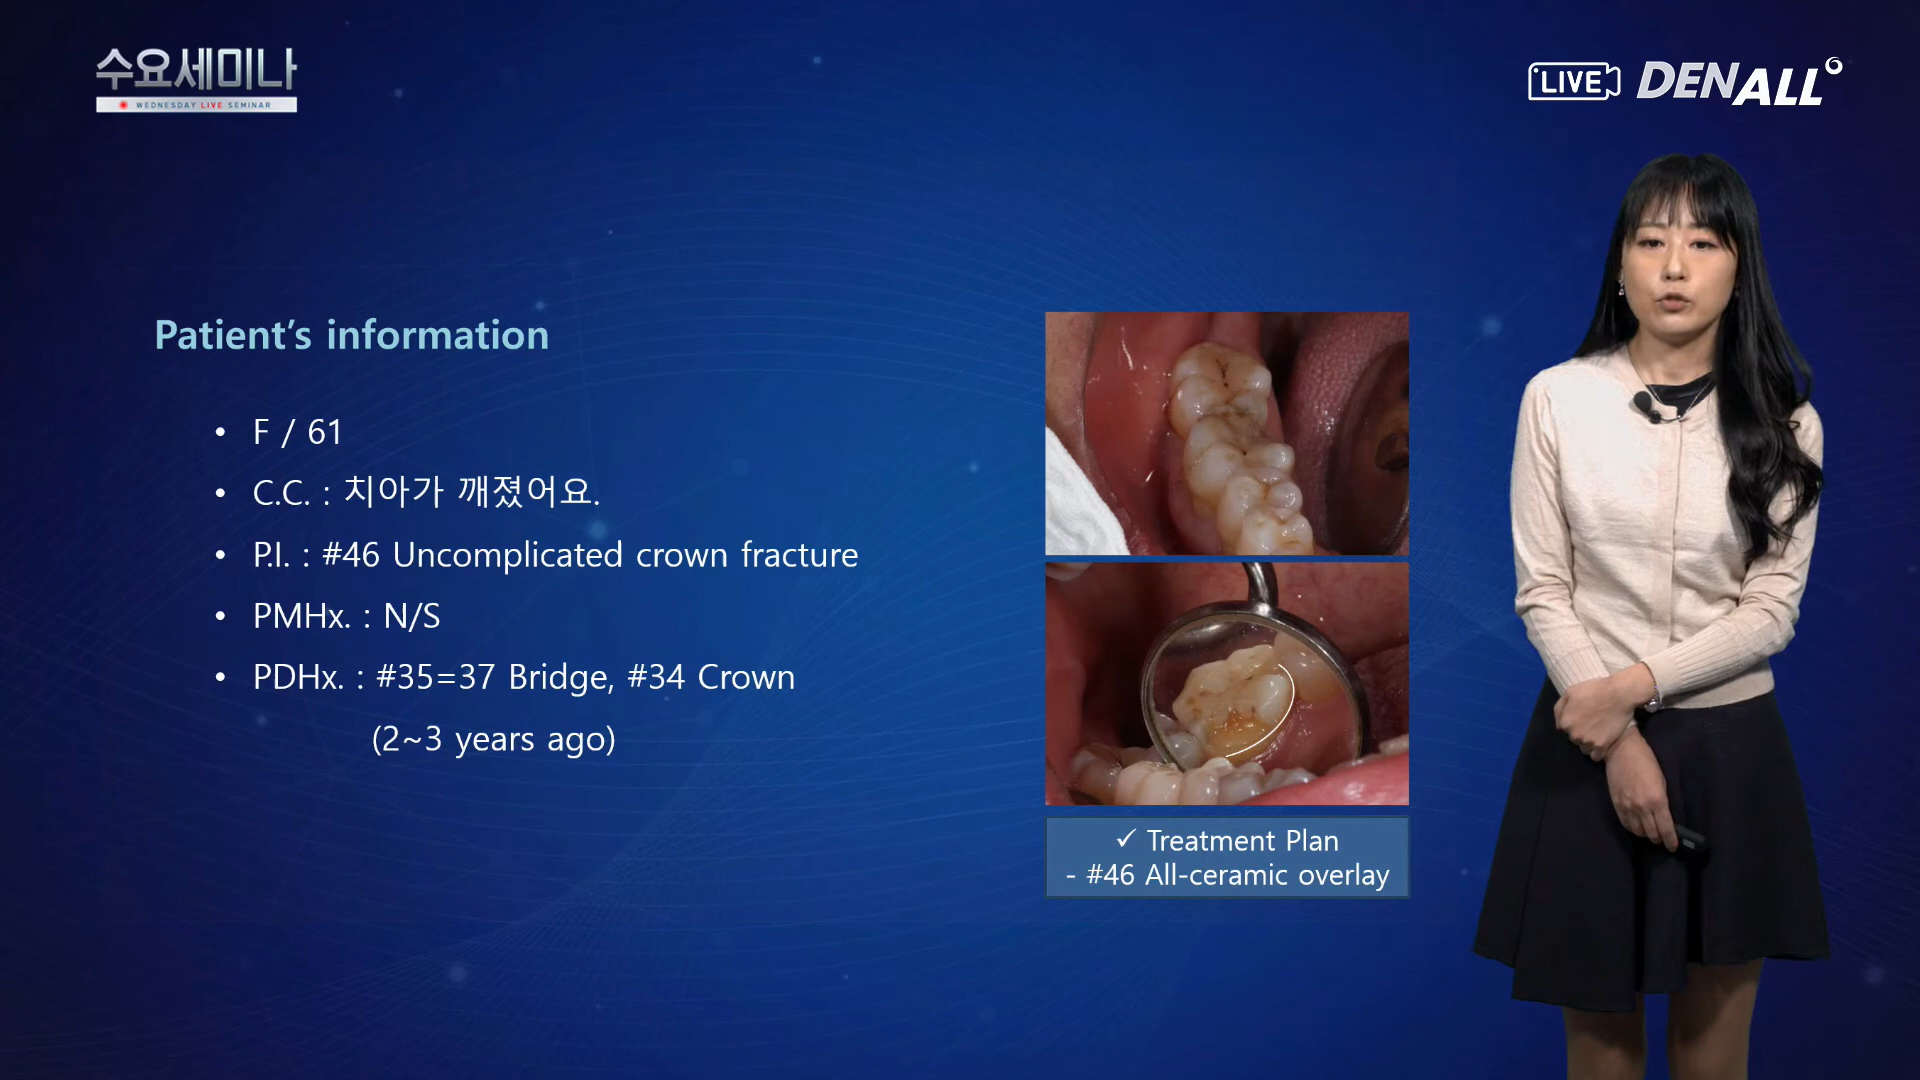 수요세미나
WEDNESDAY LIVE SEMINAR
LIVE DENALL
Patient's information
• F / 61
• C.C. : 치아가 깨졌어요.
• P.I. : #46 Uncomplicated crown fracture
• PMHx. : N/S
• PDHx. : #35=37 Bridge, #34 Crown
(2~3 years ago)
✓ Treatment Plan
- #46 All-ceramic overlay